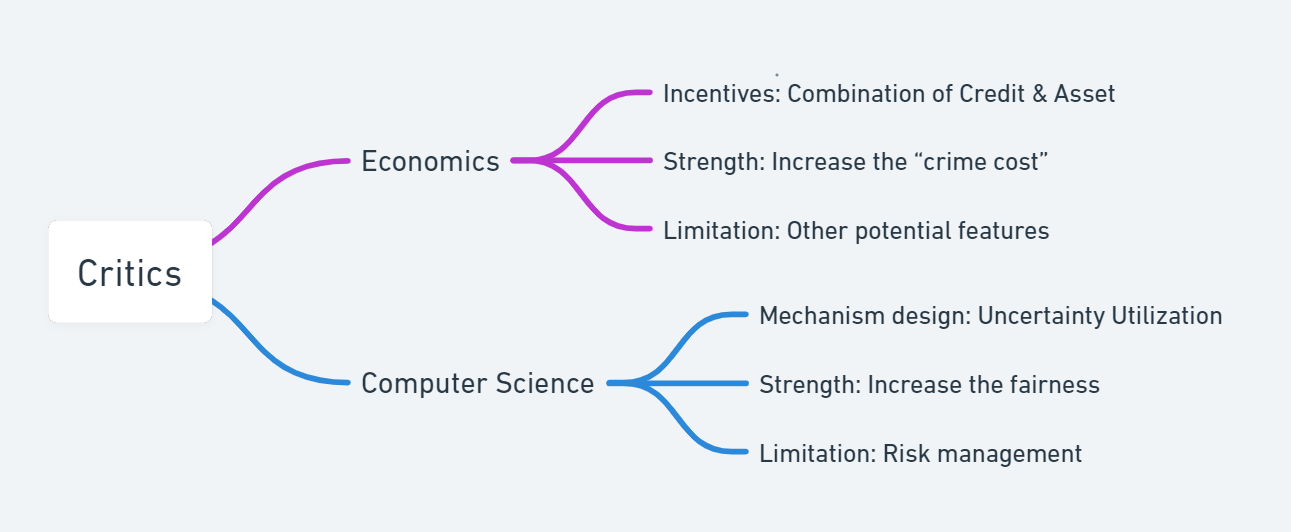 Critics
Economics
Incentives: Combination of Credit & Asset
Strength: Increase the “crime cost”
Limitation: Other potential features
Computer Science
Mechanism design: Uncertainty Utilization
Strength: Increase the fairness
Limitation: Risk management